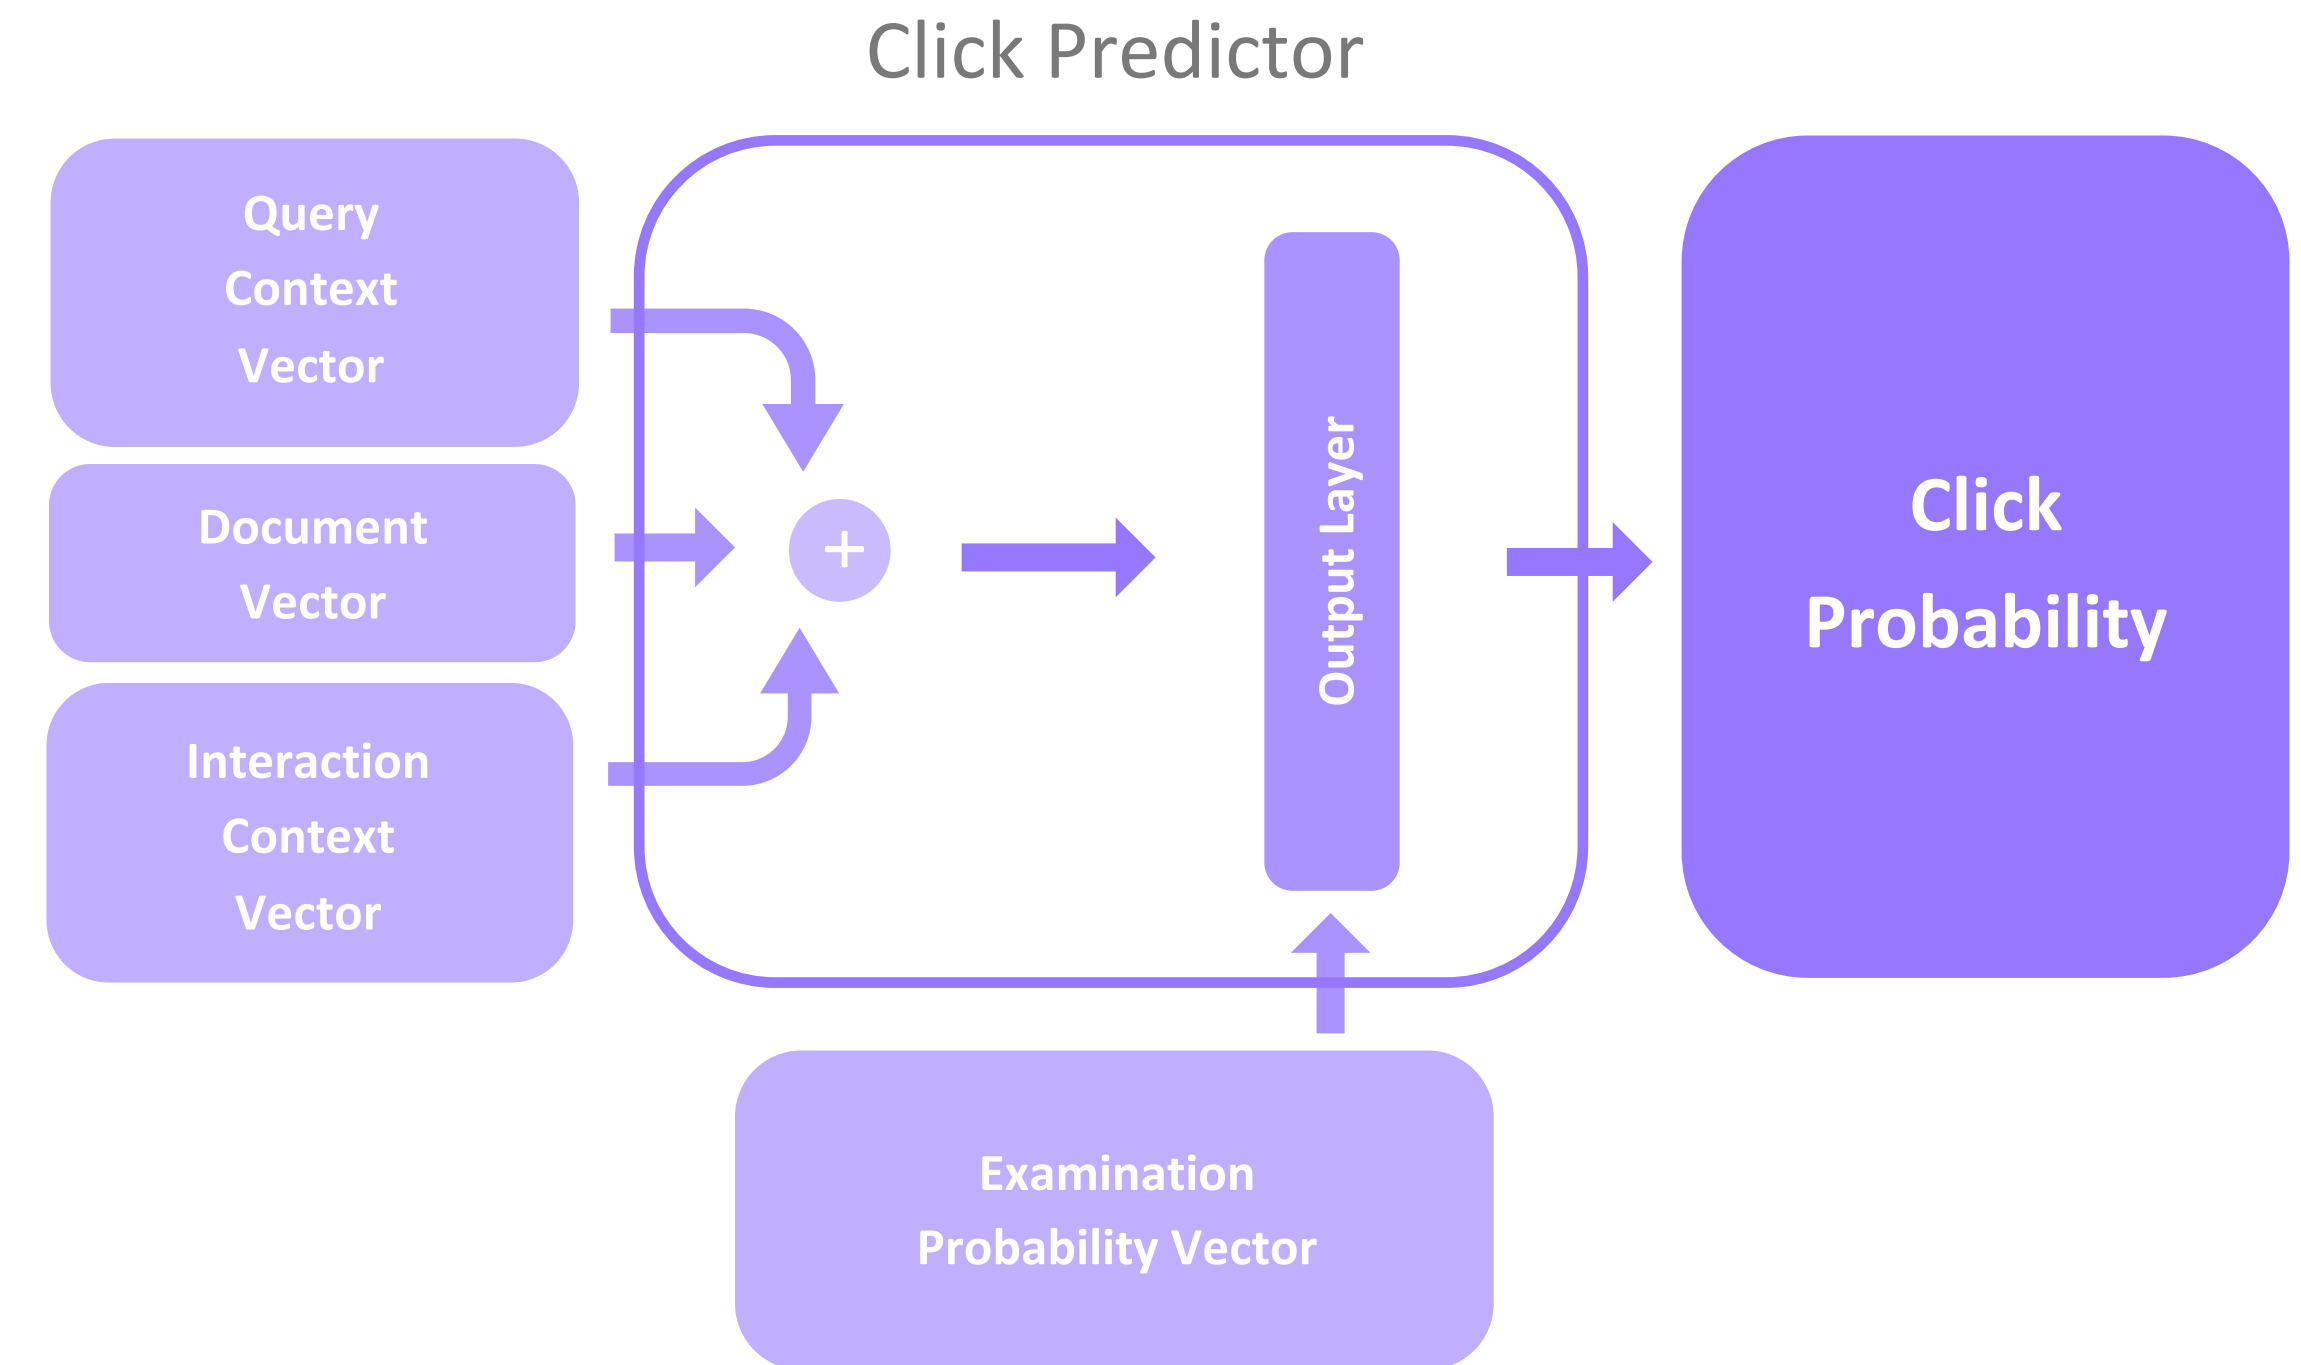 Click Predictor
Query
Context
Vector
Document
Vector
Interaction
Context
Vector
+
Output Layer
Click
Probability
Examination
Probability Vector